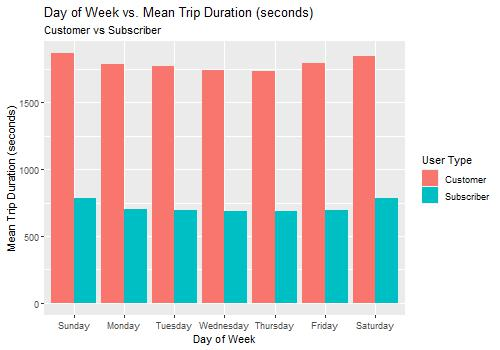 Day of Week vs. Mean Trip Duration (seconds)
Customer vs Subscriber
Mean Trip Duration (seconds)
1500
1000
500
0
Sunday Monday Tuesday Wednesday Thursday Friday Saturday
Day of Week
User Type
Customer
Subscriber